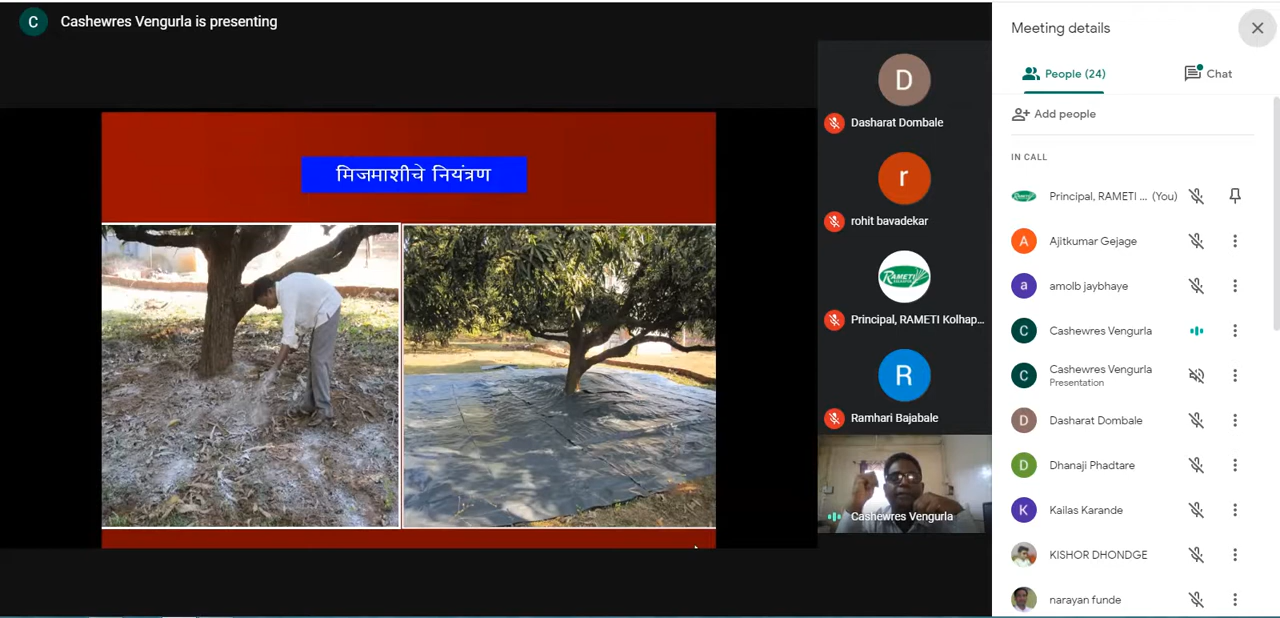 C
Cashewres Vengurla is presenting
मिजमाशीचे नियंत्रण
D
Dasharat Dombale
r
rohit bavadekar
RAMETI
Principal, RAMETI Kolhap...
R
Ramhari Bajabale
Cashewres Vengurla
Meeting details
People (24)
Chat
Add people
IN CALL
Principal, RAMETI ... (You)
A
Ajitkumar Gejage
a
amolb jaybhaye
C
Cashewres Vengurla
C
Cashewres Vengurla
Presentation
D
Dasharat Dombale
D
Dhanaji Phadtare
K
Kailas Karande
KISHOR DHONDGE
narayan funde